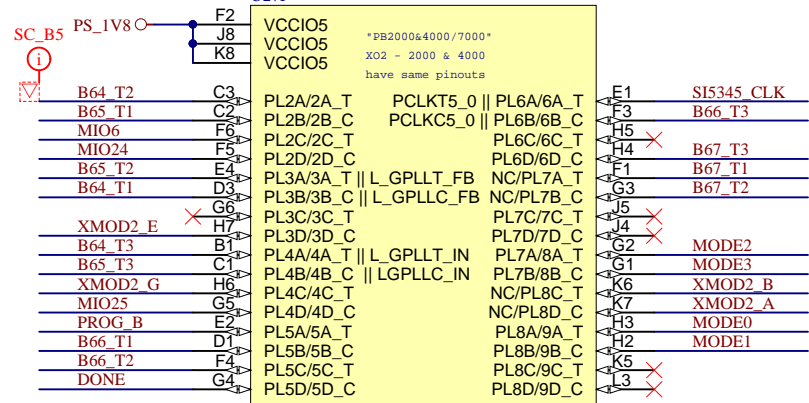 F2 VCCIO5
PS_1V8 J8 VCCIO5 "PB2000&4000/7000"
SC_B5 K8 VCCIO5 XO2 - 2000 & 4000
i have same pinouts
B64_T2 C3 PL2A/2A_T PCLKT5_0 || PL6A/6A_T E1 SI5345_CLK
B65_T1 C2 PL2B/2B_C PCLKC5_0 || PL6B/6B_C F3 B66_T3
MIO6 F6 PL2C/2C_T PL6C/6C_T H5
MIO24 F5 PL2D/2D_C PL6D/6D_C H4 B67_T3
B65_T2 E4 PL3A/3A_T || L_GPLLT_FB NC/PL7A_T F1 B67_T1
B64_T1 D3 PL3B/3B_C || L_GPLLC_FB NC/PL7B_C G3 B67_T2
G6 PL3C/3C_T PL7C/7C_T J5
XMOD2_E H7 PL3D/3D_C PL7D/7D_C J4
B64_T3 B1 PL4A/4A_T || L_GPLLT_IN PL7A/8A_T G2 MODE2
B65_T3 C1 PL4B/4B_C || LGPLLC_IN PL7B/8B_C G1 MODE3
XMOD2_G H6 PL4C/4C_T NC/PL8C_T K6 XMOD2_B
MIO25 G5 PL4D/4D_C NC/PL8D_C K7 XMOD2_A
PROG_B E2 PL5A/5A_T PL8A/9A_T H3 MODE0
B66_T1 D1 PL5B/5B_C PL8B/9B_C H2 MODE1
B66_T2 F4 PL5C/5C_T PL8C/9C_T K5
DONE G4 PL5D/5D_C PL8D/9D_C L3